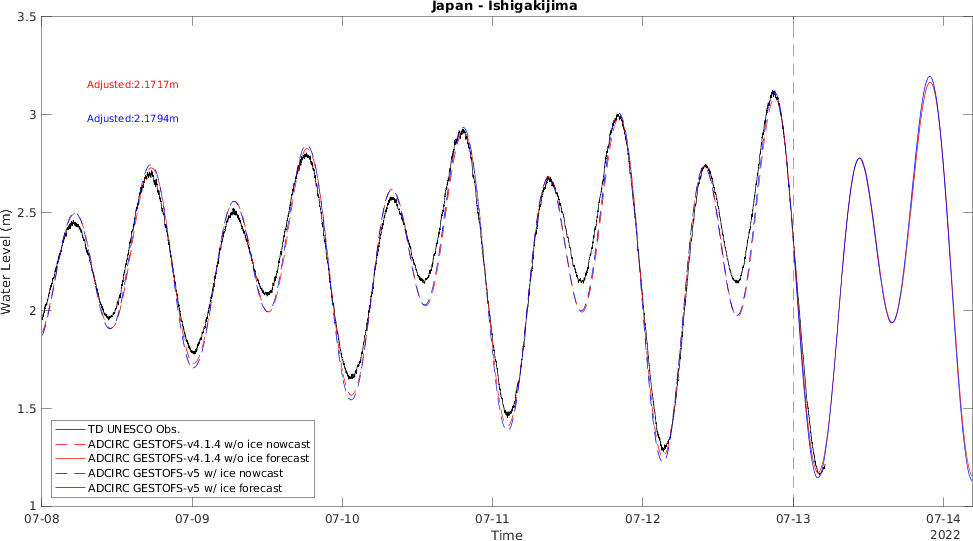 Japan - Ishigakijima
3.5
3
2.5
2
1.5
1
Water Level (m)
Adjusted:2.1717m
Adjusted:2.1794m
TD UNESCO Obs.
ADCIRC GESTOFS-v4.1.4 w/o ice nowcast
ADCIRC GESTOFS-v4.1.4 w/o ice forecast
ADCIRC GESTOFS-v5 w/ ice nowcast
ADCIRC GESTOFS-v5 w/ ice forecast
07-08 07-09 07-10 07-11 07-12 07-13 07-14
Time
2022